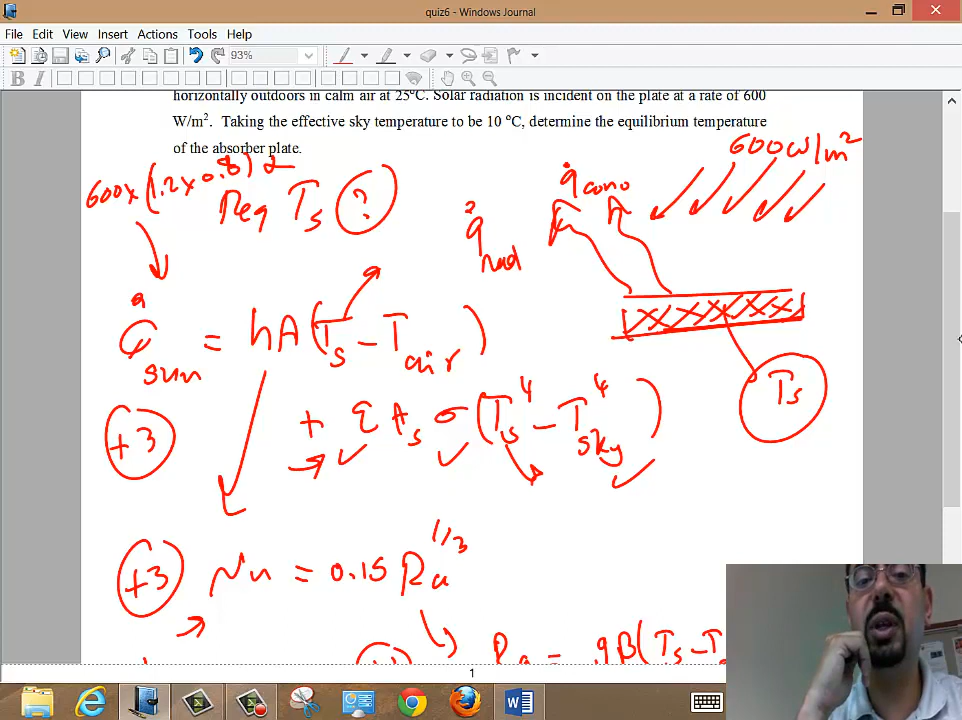 quiz6 - Windows Journal
File Edit View Insert Actions Tools Help
93%
B I
horizontally outdoors in calm air at 25°C. Solar radiation is incident on the plate at a rate of 600
W/m². Taking the effective sky temperature to be 10 °C, determine the equilibrium temperature
of the absorber plate.
600 W/m²
600 x (1.2 x 0.8) α
q̇ conv
Req Ts ?
q̇ rad
Q̇ sun = hA(Ts - Tair)
Ts
+ ε As σ (Ts⁴ - Tsky⁴)
+3
+3 Nu = 0.15 Ra^1/3
Ra = gβ(Ts - T
1